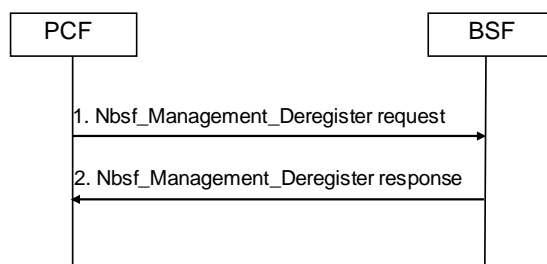 PCF
BSF
1. Nbsf_Management_Deregister request
2. Nbsf_Management_Deregister response